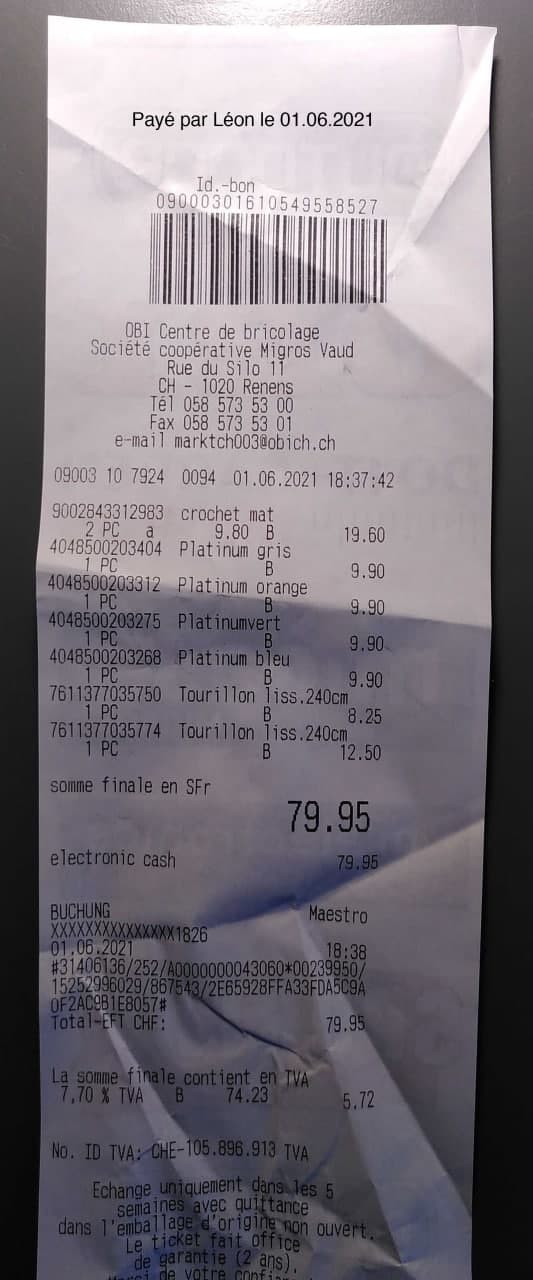 Payé par Léon le 01.06.2021
Id.-bon
09000301610549558527
OBI Centre de bricolage
Société coopérative Migros Vaud
Rue du Silo 11
CH - 1020 Renens
Tél 058 573 53 00
Fax 058 573 53 01
e-mail marktch003@obich.ch
09003 10 7924 0094 01.06.2021 18:37:42
9002843312983 crochet mat
2 PC a 9.80 B 19.60
4048500203404 Platinum gris
1 PC B 9.90
4048500203312 Platinum orange
1 PC B 9.90
4048500203275 Platinumvert
1 PC B 9.90
4048500203268 Platinum bleu
1 PC B 9.90
7611377035750 Tourillon liss.240cm
1 PC B 8.25
7611377035774 Tourillon liss.240cm
1 PC B 12.50
somme finale en SFr
79.95
electronic cash 79.95
BUCHUNG Maestro
XXXXXXXXXXXXXXX1826
01.06.2021 18:38
#31406136/252/A0000000043060*00239950/
15252996029/867543/2E65928FFA33FDA5C9A
0F2AC9B1E8057#
Total-EFT CHF: 79.95
La somme finale contient en TVA
7,70 % TVA B 74.23 5.72
No. ID TVA: CHE-105.896.913 TVA
Echange uniquement dans les 5
semaines avec quittance
dans l'emballage d'origine non ouvert.
Le ticket fait office
de garantie (2 ans).
de votre